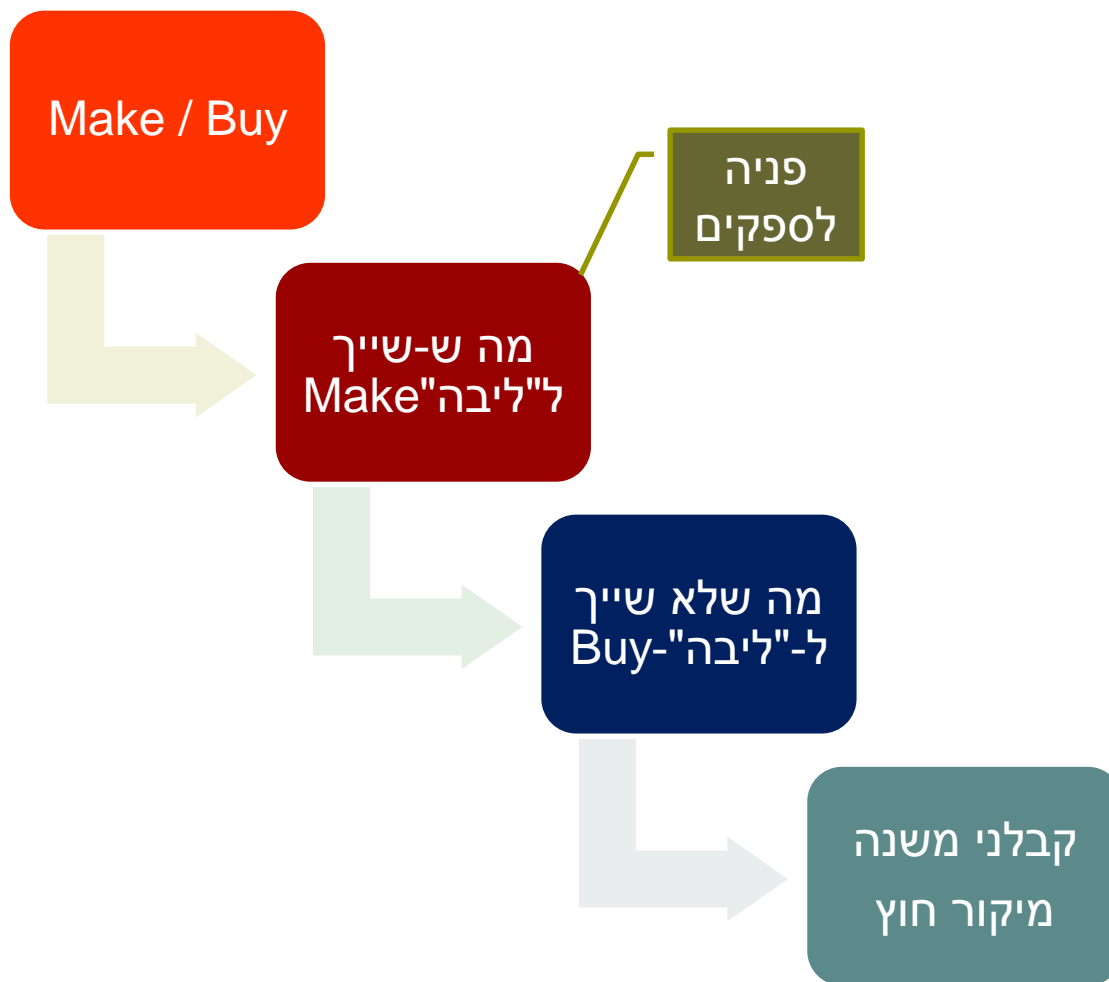 Make / Buy
פניה
לספקים
מה ש-שייך
ל"ליבה"Make
מה שלא שייך
ל-"ליבה"-Buy
קבלני משנה
מיקור חוץ